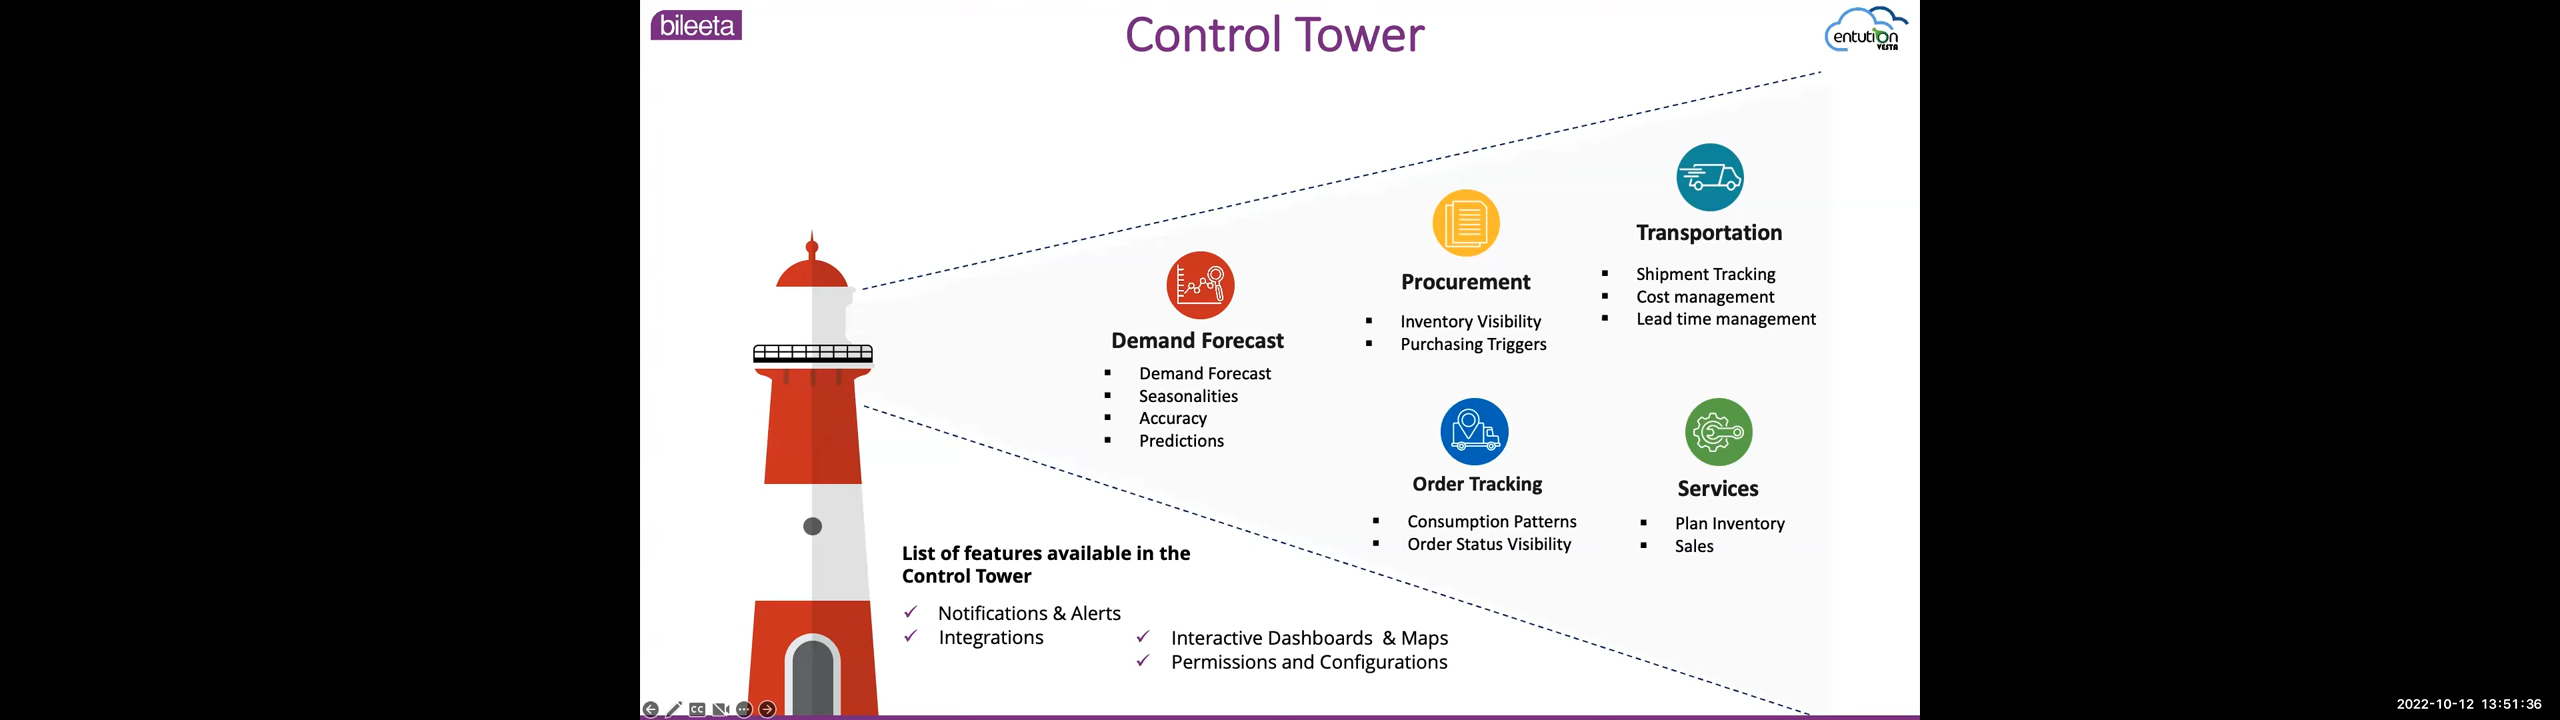 bileeta
Control Tower
entution
VESTA
Transportation
Shipment Tracking
Cost management
Lead time management
Procurement
Inventory Visibility
Purchasing Triggers
Demand Forecast
Demand Forecast
Seasonalities
Accuracy
Predictions
Order Tracking
Consumption Patterns
Order Status Visibility
Services
Plan Inventory
Sales
List of features available in the
Control Tower
Notifications & Alerts
Integrations
Interactive Dashboards & Maps
Permissions and Configurations
CC
2022-10-12 13:51:36